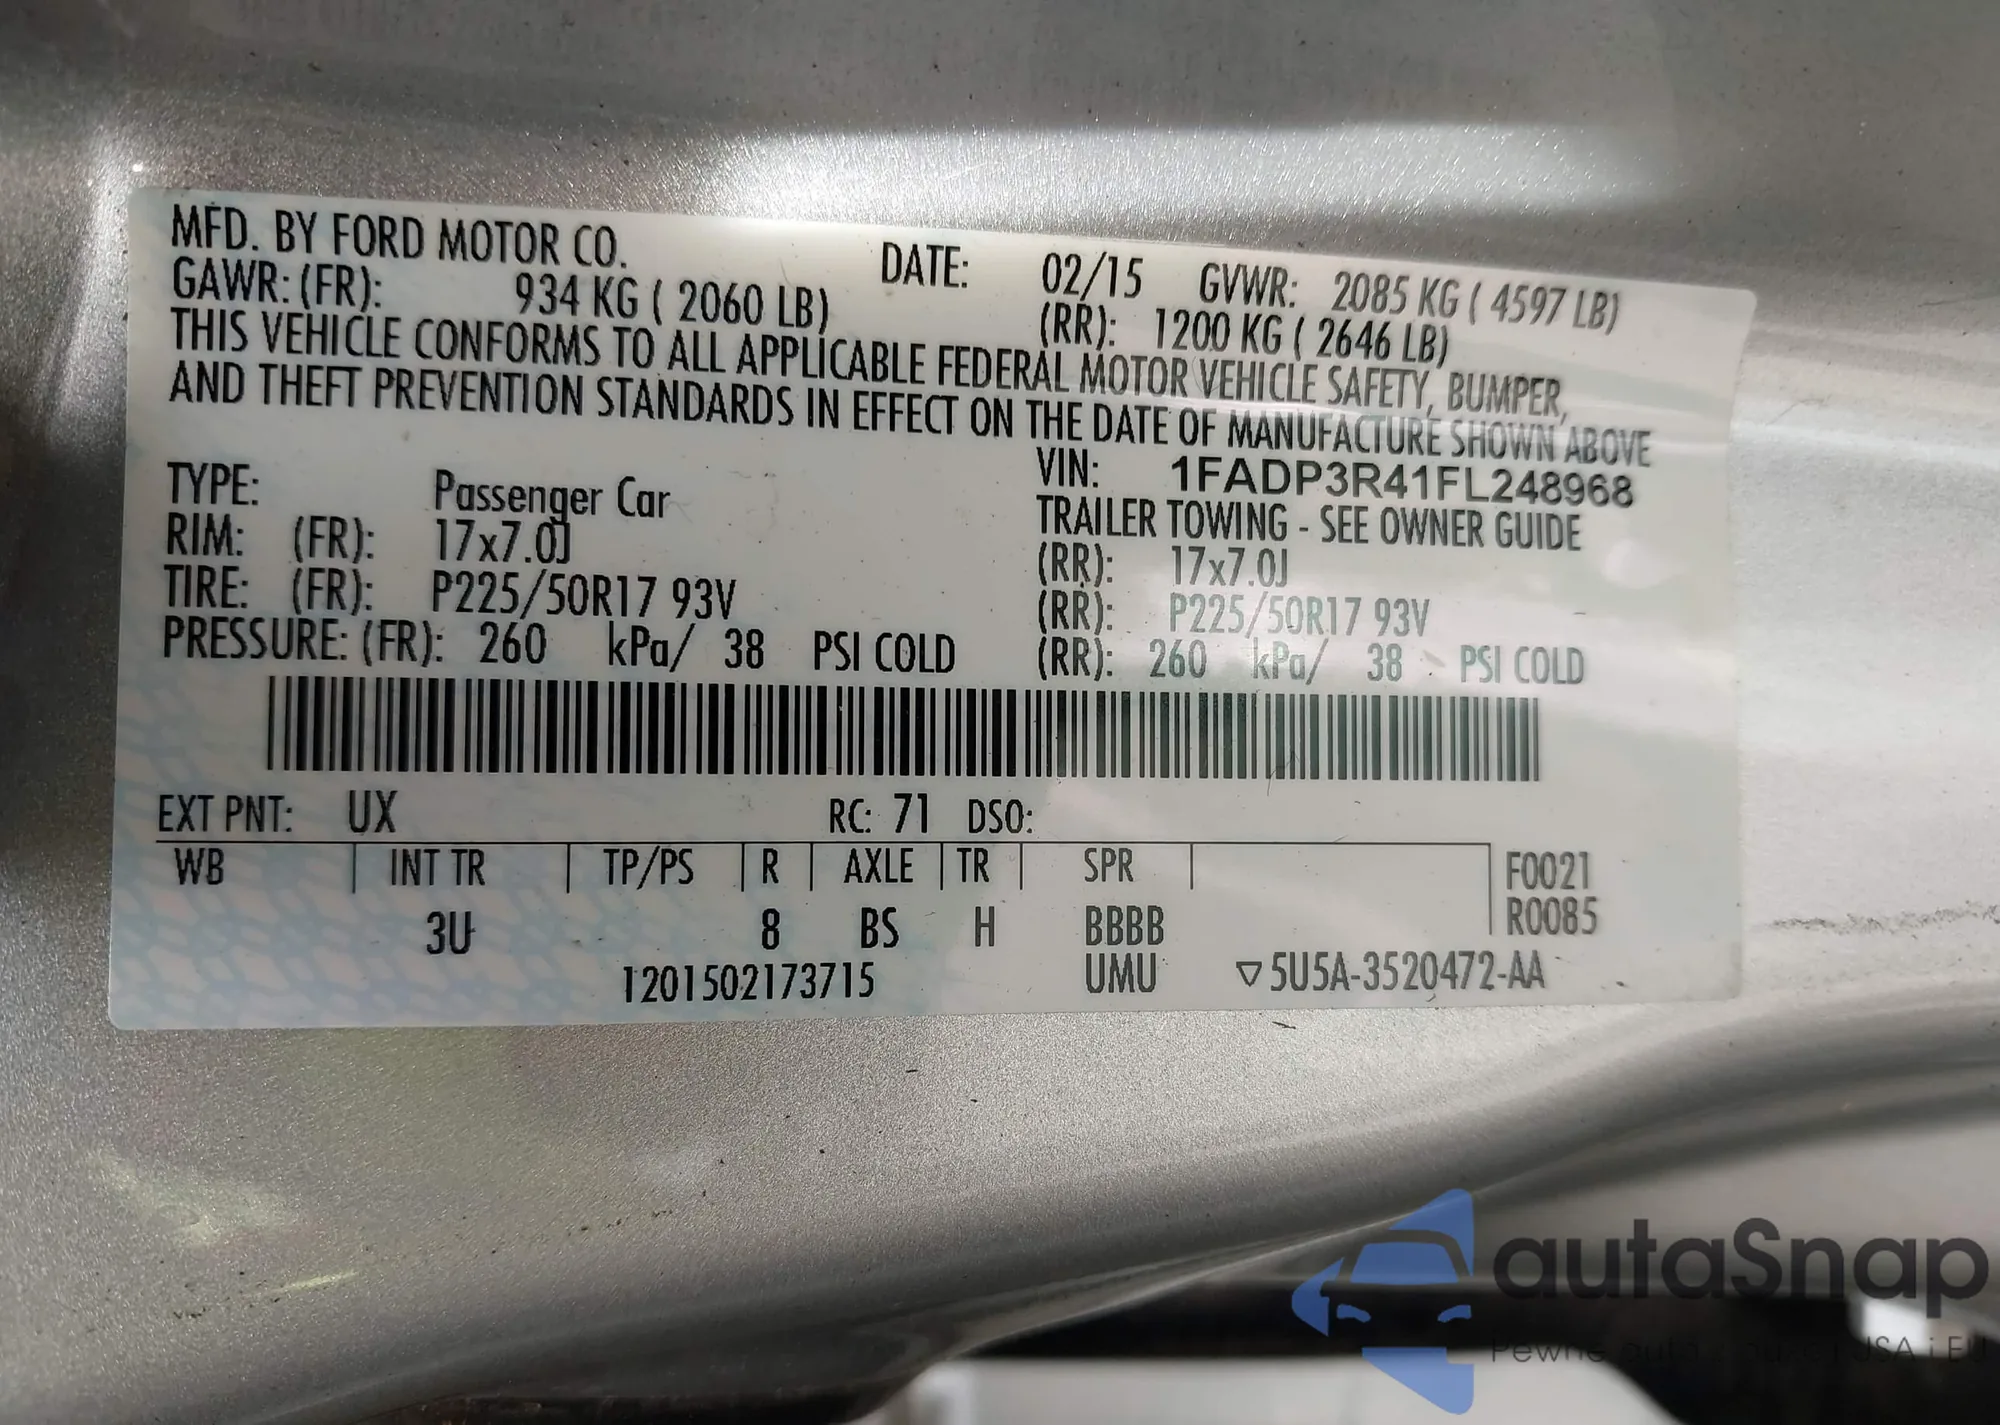 MFD. BY FORD MOTOR CO. DATE: 02/15 GVWR: 2085 KG ( 4597 LB)
GAWR: (FR): 934 KG ( 2060 LB) (RR): 1200 KG ( 2646 LB)
THIS VEHICLE CONFORMS TO ALL APPLICABLE FEDERAL MOTOR VEHICLE SAFETY, BUMPER,
AND THEFT PREVENTION STANDARDS IN EFFECT ON THE DATE OF MANUFACTURE SHOWN ABOVE
VIN: 1FADP3R41FL248968
TYPE: Passenger Car TRAILER TOWING - SEE OWNER GUIDE
RIM: (FR): 17x7.0J (RR): 17x7.0J
TIRE: (FR): P225/50R17 93V (RR): P225/50R17 93V
PRESSURE: (FR): 260 kPa/ 38 PSI COLD (RR): 260 kPa/ 38 PSI COLD
EXT PNT: UX RC: 71 DSO:
WB INT TR TP/PS R AXLE TR SPR F0021
3U 8 BS H BBBB R0085
1201502173715 UMU ▽5U5A-3520472-AA
autaSnap
Pewne auta z USA i EU